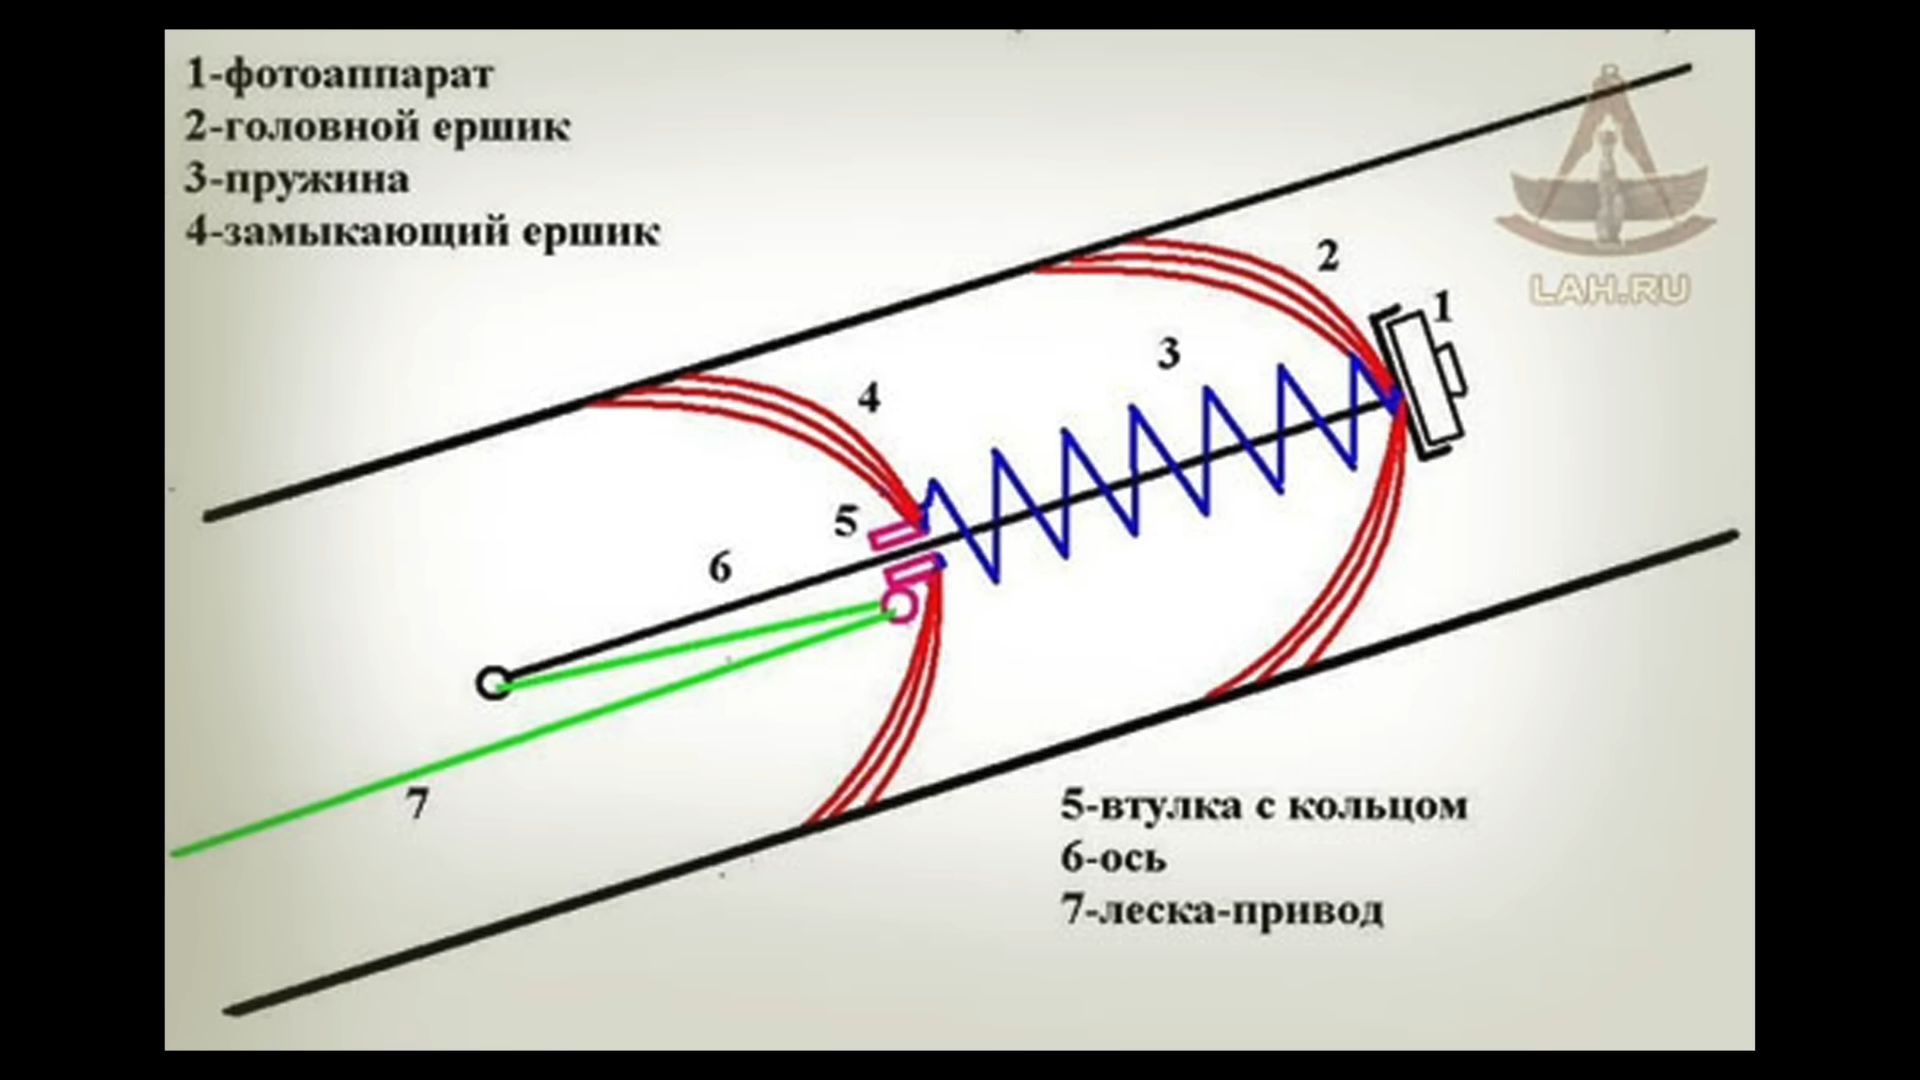 1-фотоаппарат
2-головной ершик
3-пружина
4-замыкающий ершик
LAH.RU
2
1
3
4
5
6
7
5-втулка с кольцом
6-ось
7-леска-привод